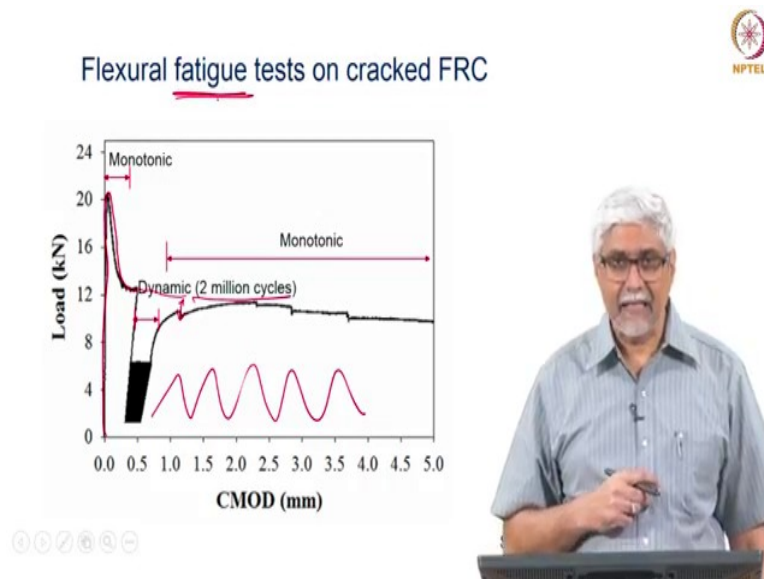 Flexural fatigue tests on cracked FRC
NPTEL
24
Monotonic
20
16
Monotonic
12
Dynamic (2 million cycles)
8
4
0
Load (kN)
0.0 0.5 1.0 1.5 2.0 2.5 3.0 3.5 4.0 4.5 5.0
CMOD (mm)